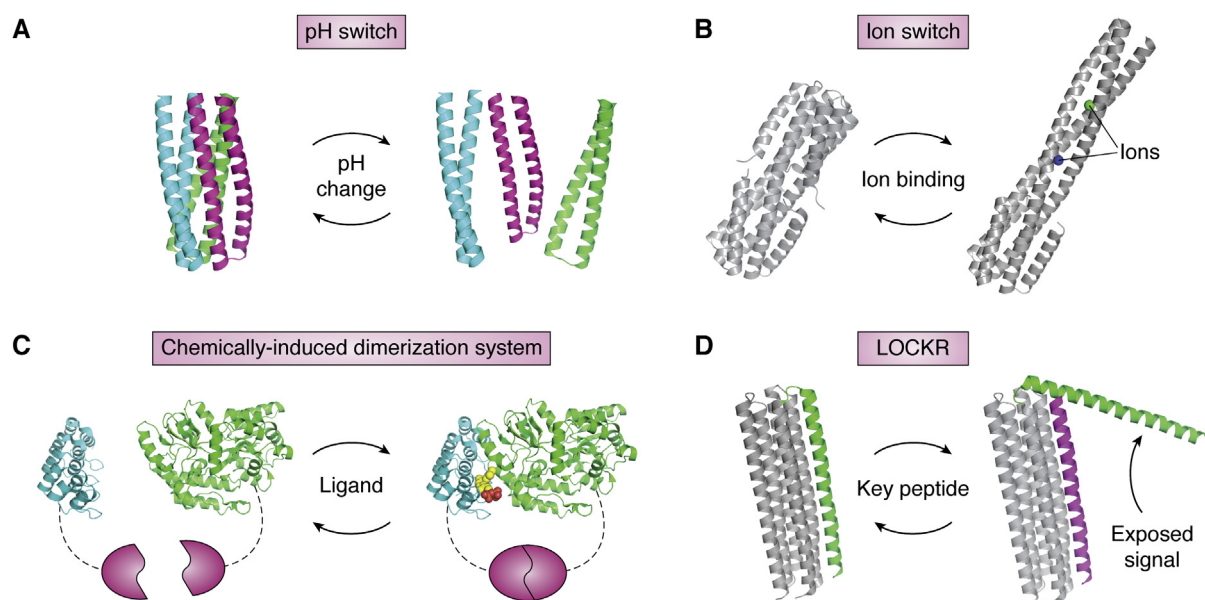 A
pH switch
pH
change
B
Ion switch
Ion binding
Ions
C
Chemically-induced dimerization system
Ligand
D
LOCKR
Key peptide
Exposed
signal